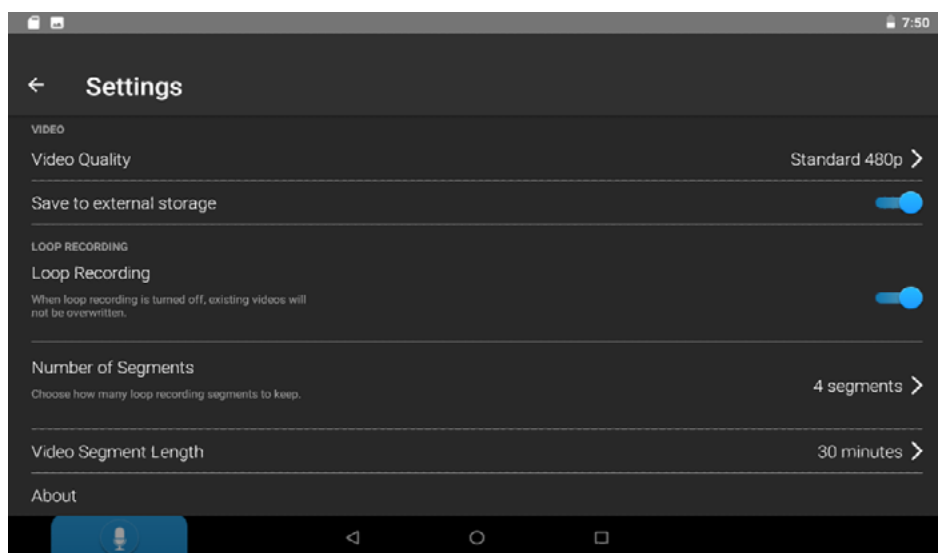 7:50
Settings
VIDEO
Video Quality
Standard 480p
Save to external storage
LOOP RECORDING
Loop Recording
When loop recording is turned off, existing videos will
not be overwritten.
Number of Segments
Choose how many loop recording segments to keep.
4 segments
Video Segment Length
30 minutes
About